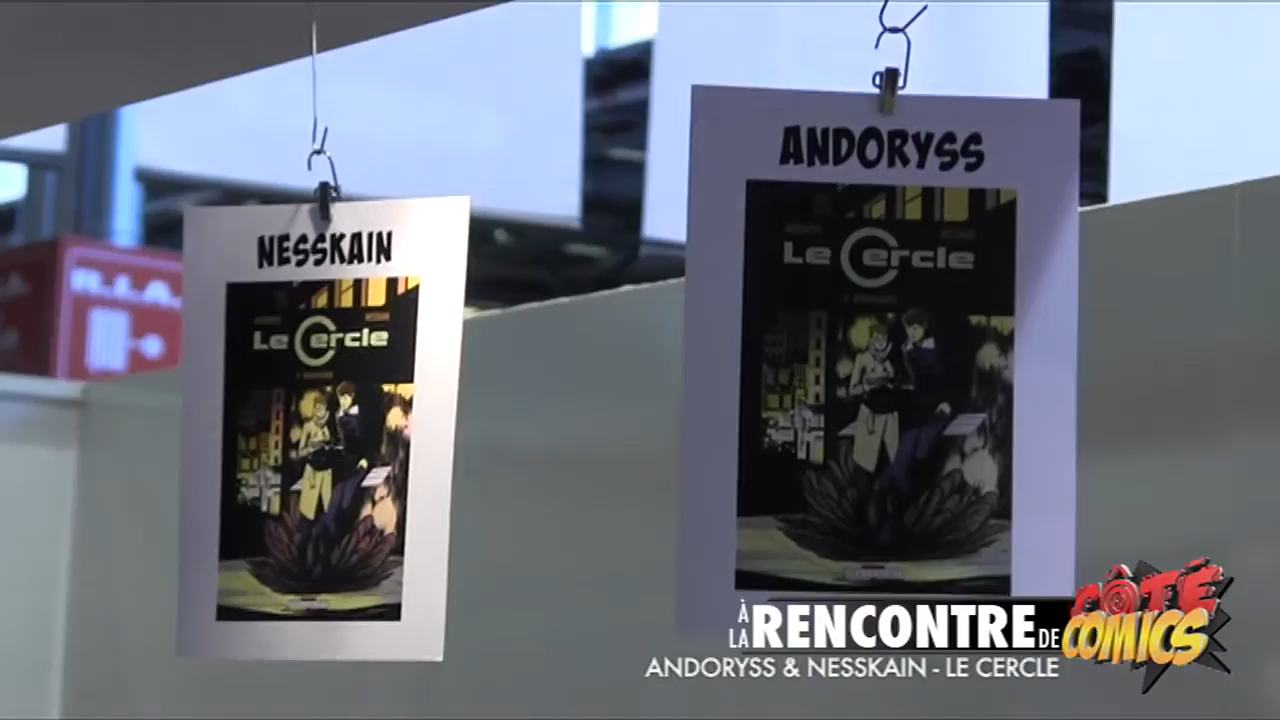 NESSKAIN
Le Cercle
ANDORYSS
Le Cercle
R.I.A.
À LA RENCONTRE DE
CÔTÉ COMICS
ANDORYSS & NESSKAIN - LE CERCLE